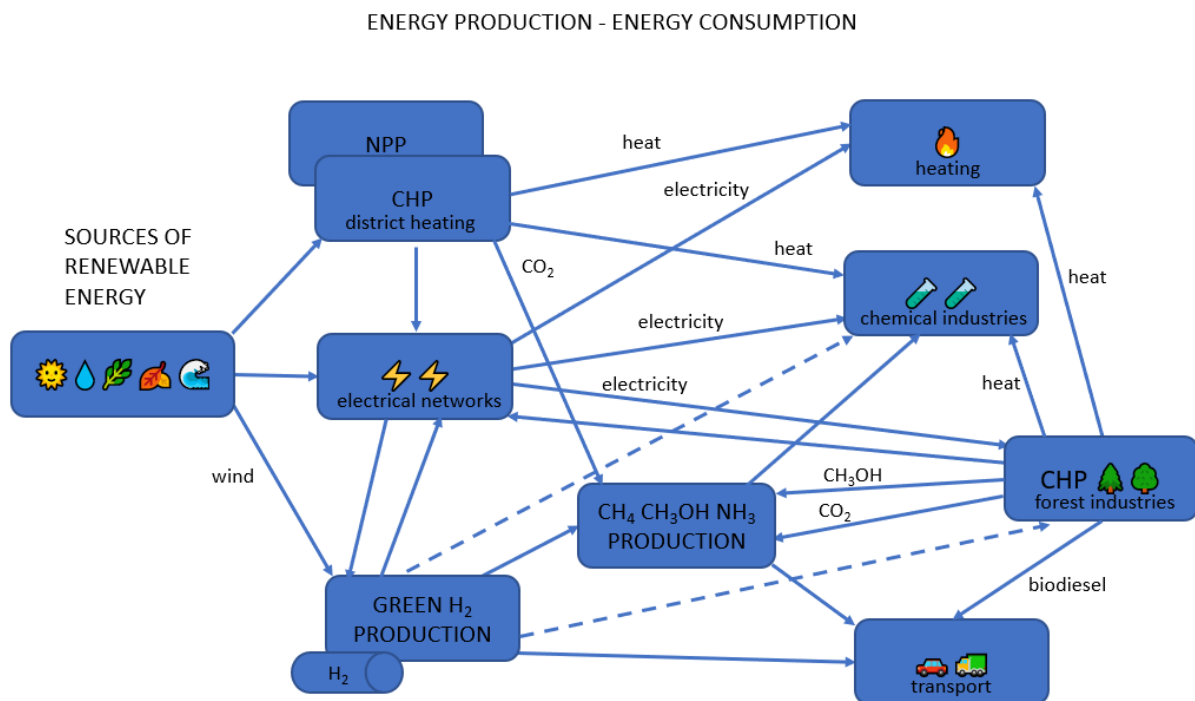 ENERGY PRODUCTION - ENERGY CONSUMPTION
NPP
CHP
district heating
heat
electricity
heating
SOURCES OF
RENEWABLE
ENERGY
CO₂
heat
heat
chemical industries
electricity
electrical networks
electricity
heat
wind
CH₃OH
CO₂
CH₄ CH₃OH NH₃
PRODUCTION
CHP
forest industries
GREEN H₂
PRODUCTION
H₂
biodiesel
transport